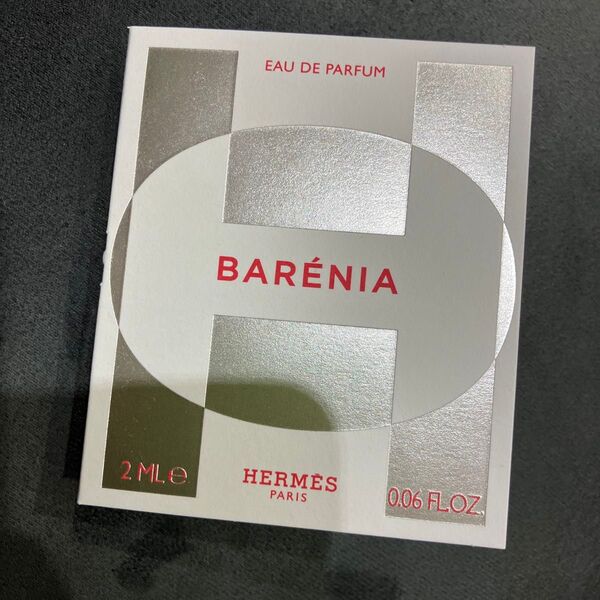 EAU DE PARFUM
BARÉNIA
2 ML ℮
HERMÈS
PARIS
0.06 FL.OZ.